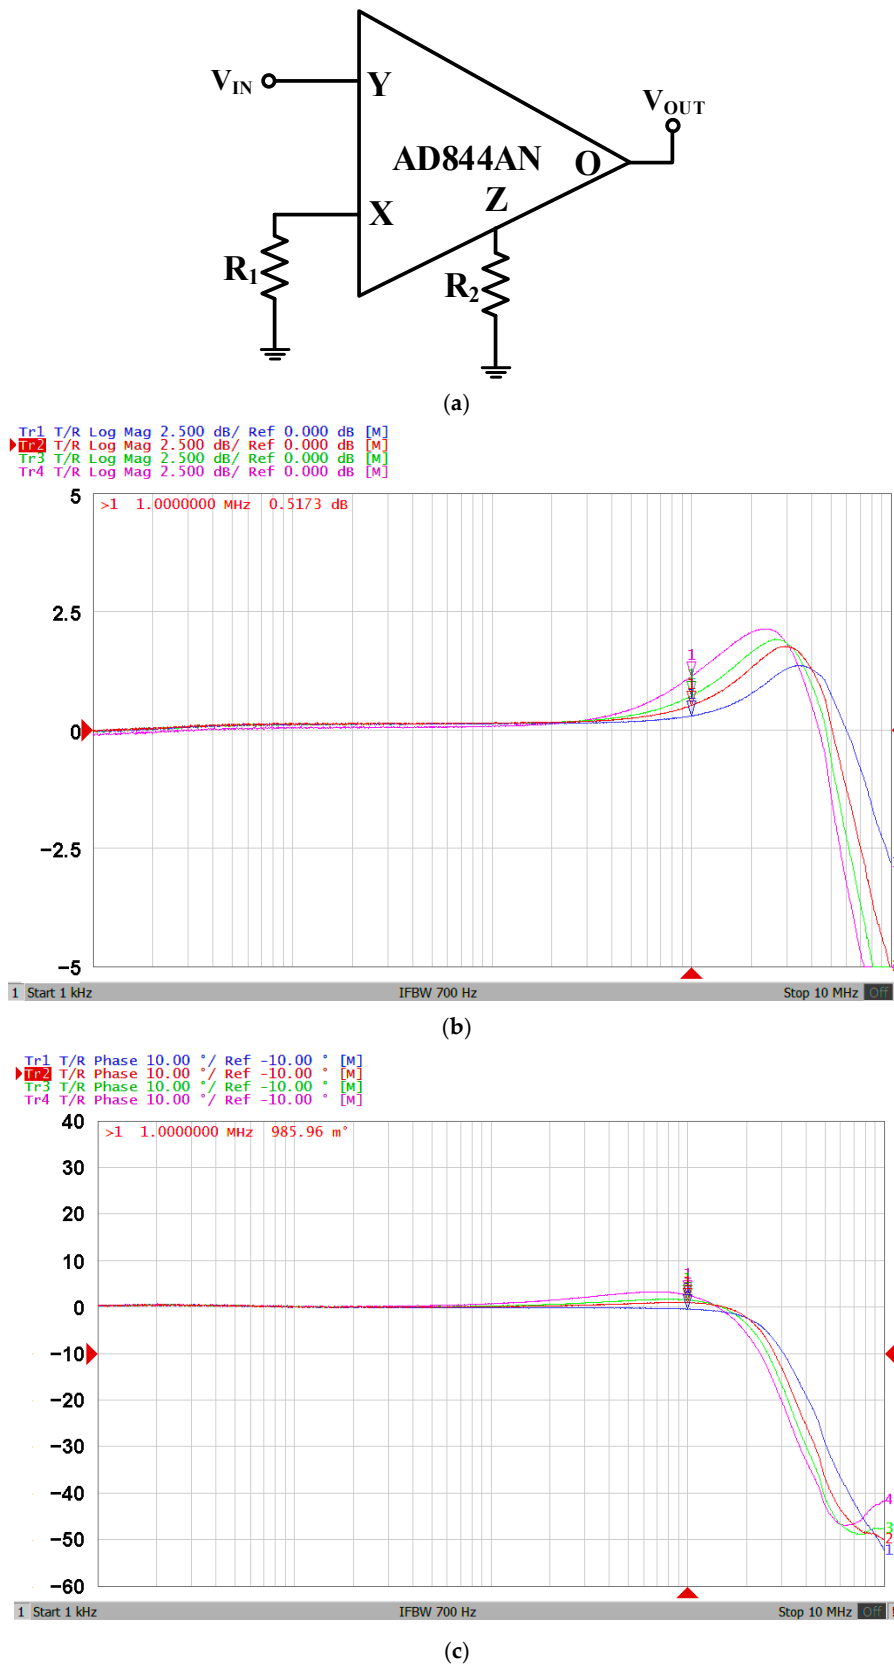 V_IN
Y
V_OUT
AD844AN
O
Z
X
R_1
R_2
(a)
Tr1 T/R Log Mag 2.500 dB/ Ref 0.000 dB [M]
Tr2 T/R Log Mag 2.500 dB/ Ref 0.000 dB [M]
Tr3 T/R Log Mag 2.500 dB/ Ref 0.000 dB [M]
Tr4 T/R Log Mag 2.500 dB/ Ref 0.000 dB [M]
5
>1 1.0000000 MHz 0.5173 dB
2.5
1
0
-2.5
-5
1 Start 1 kHz IFBW 700 Hz Stop 10 MHz Off
(b)
Tr1 T/R Phase 10.00 °/ Ref -10.00 ° [M]
Tr2 T/R Phase 10.00 °/ Ref -10.00 ° [M]
Tr3 T/R Phase 10.00 °/ Ref -10.00 ° [M]
Tr4 T/R Phase 10.00 °/ Ref -10.00 ° [M]
40
>1 1.0000000 MHz 985.96 m°
30
20
10
1
0
-10
-20
-30
-40
4
3
-50
2
1
-60
1 Start 1 kHz IFBW 700 Hz Stop 10 MHz Off
(c)